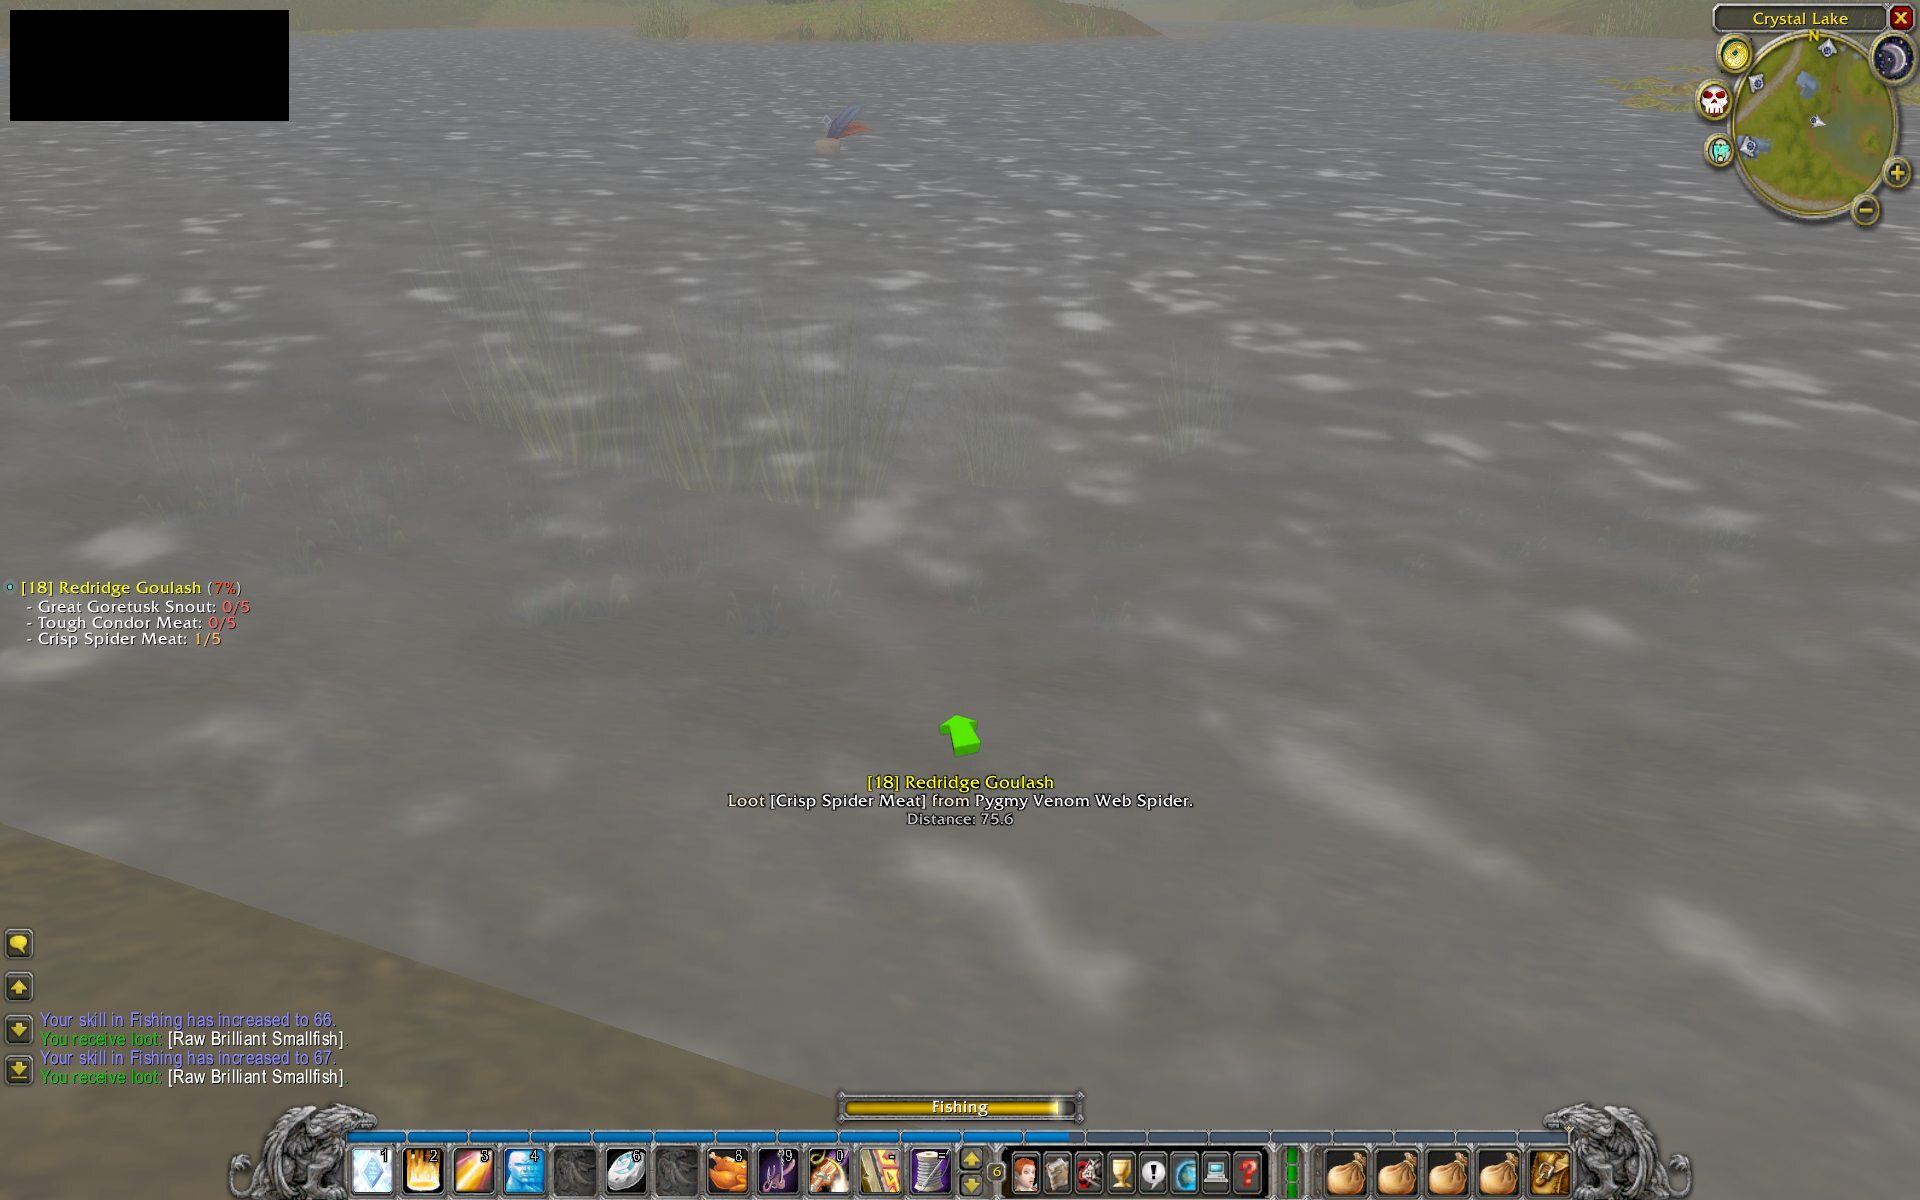 Crystal Lake
N
[18] Redridge Goulash (7%)
- Great Goretusk Snout: 0/5
- Tough Condor Meat: 0/5
- Crisp Spider Meat: 1/5
[18] Redridge Goulash
Loot [Crisp Spider Meat] from Pygmy Venom Web Spider.
Distance: 75.6
Your skill in Fishing has increased to 66.
You receive loot: [Raw Brilliant Smallfish].
Your skill in Fishing has increased to 67.
You receive loot: [Raw Brilliant Smallfish].
Fishing
1 2 3 4 6 8 9 0 - = 6